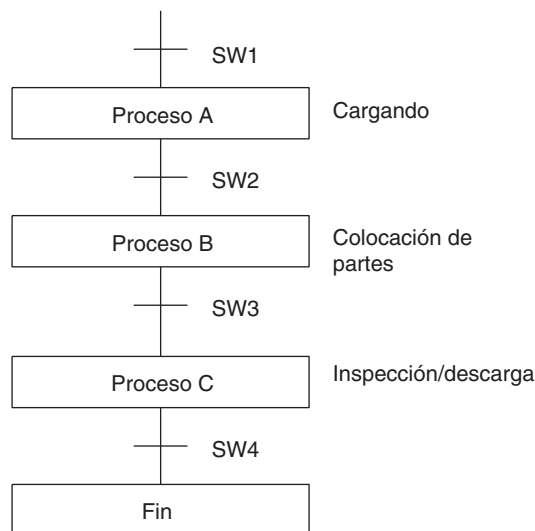 SW1
Proceso A
Cargando
SW2
Proceso B
Colocación de
partes
SW3
Proceso C
Inspección/descarga
SW4
Fin